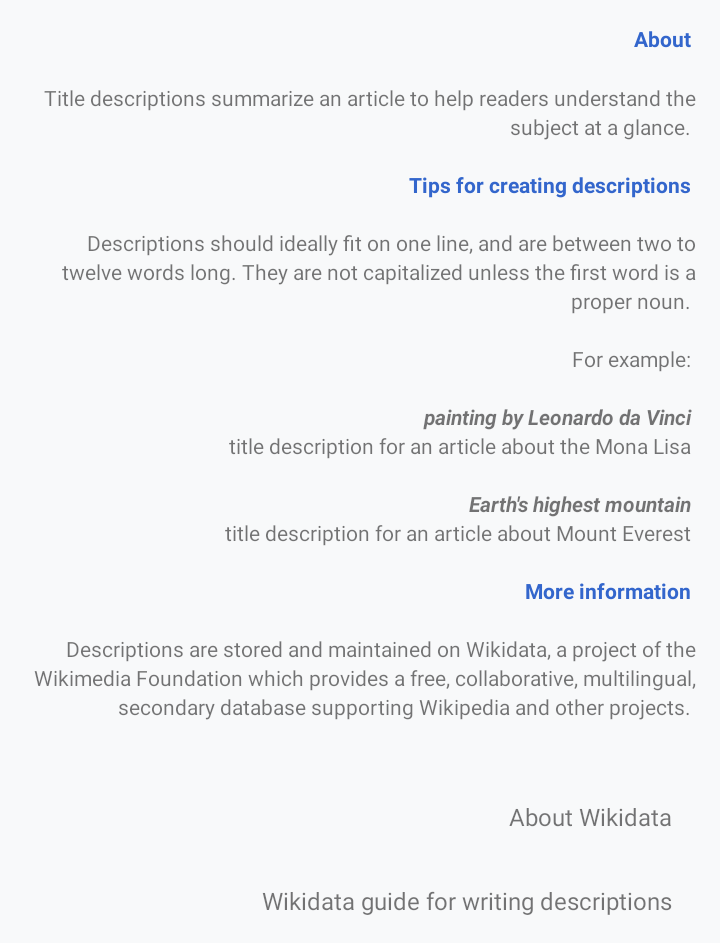 About
Title descriptions summarize an article to help readers understand the
subject at a glance.
Tips for creating descriptions
Descriptions should ideally fit on one line, and are between two to
twelve words long. They are not capitalized unless the first word is a
proper noun.
For example:
painting by Leonardo da Vinci
title description for an article about the Mona Lisa
Earth's highest mountain
title description for an article about Mount Everest
More information
Descriptions are stored and maintained on Wikidata, a project of the
Wikimedia Foundation which provides a free, collaborative, multilingual,
secondary database supporting Wikipedia and other projects.
About Wikidata
Wikidata guide for writing descriptions